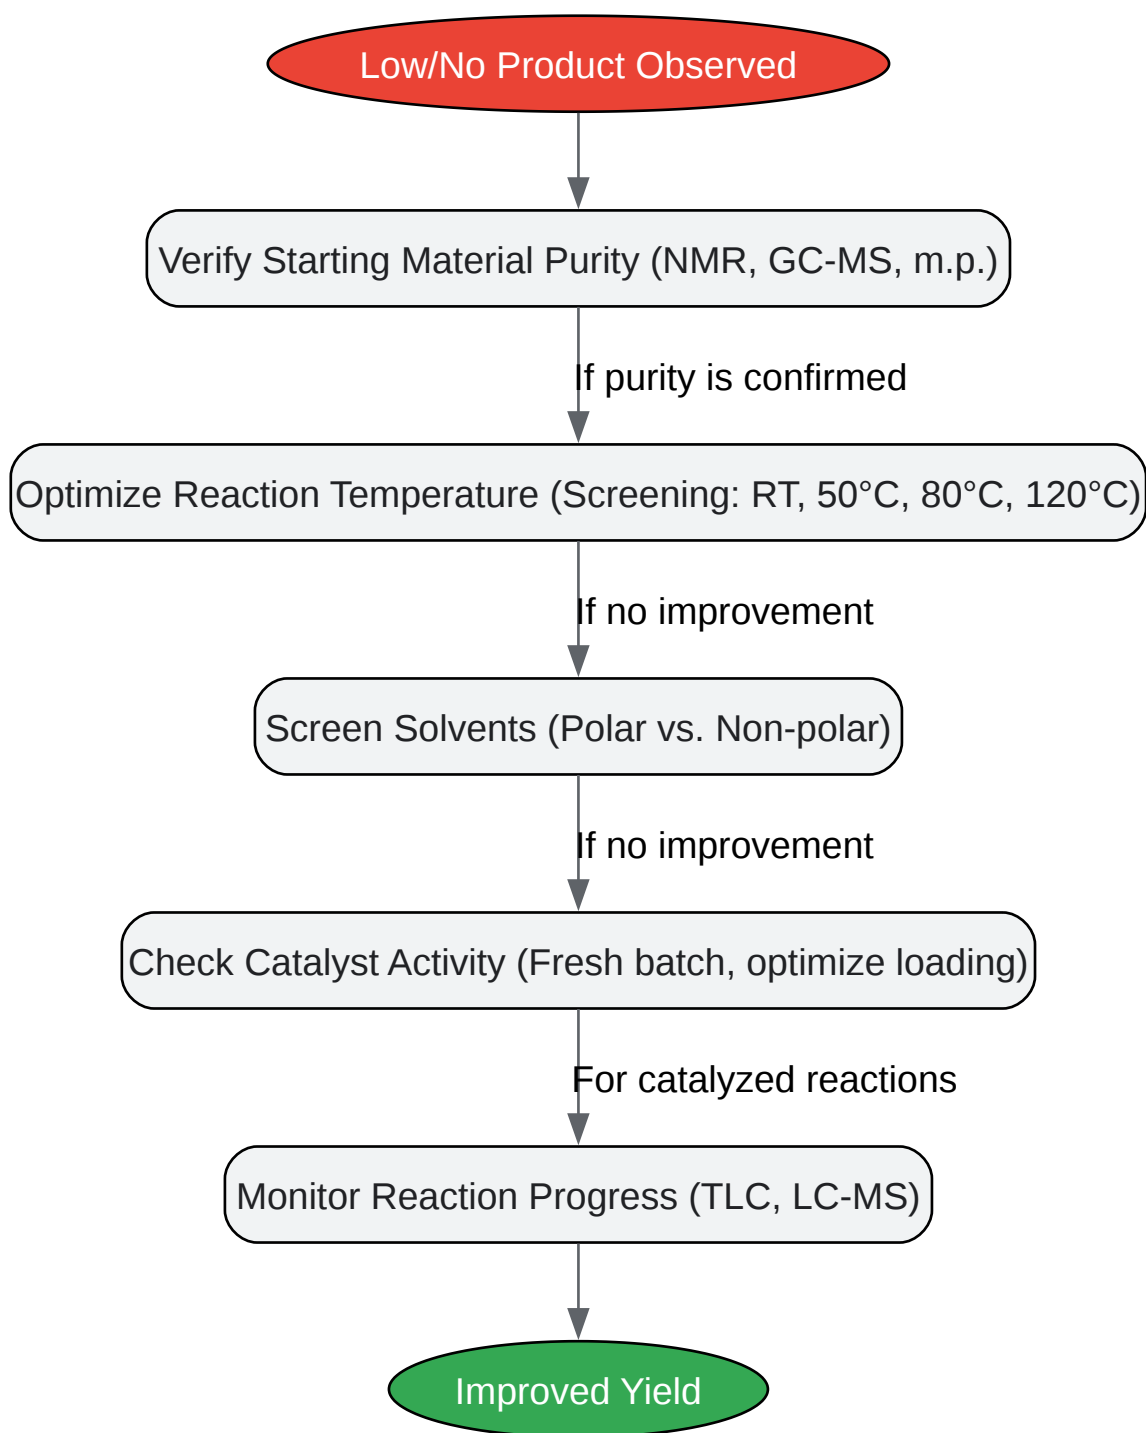 Low/No Product Observed
Verify Starting Material Purity (NMR, GC-MS, m.p.)
If purity is confirmed
Optimize Reaction Temperature (Screening: RT, 50°C, 80°C, 120°C)
If no improvement
Screen Solvents (Polar vs. Non-polar)
If no improvement
Check Catalyst Activity (Fresh batch, optimize loading)
For catalyzed reactions
Monitor Reaction Progress (TLC, LC-MS)
Improved Yield